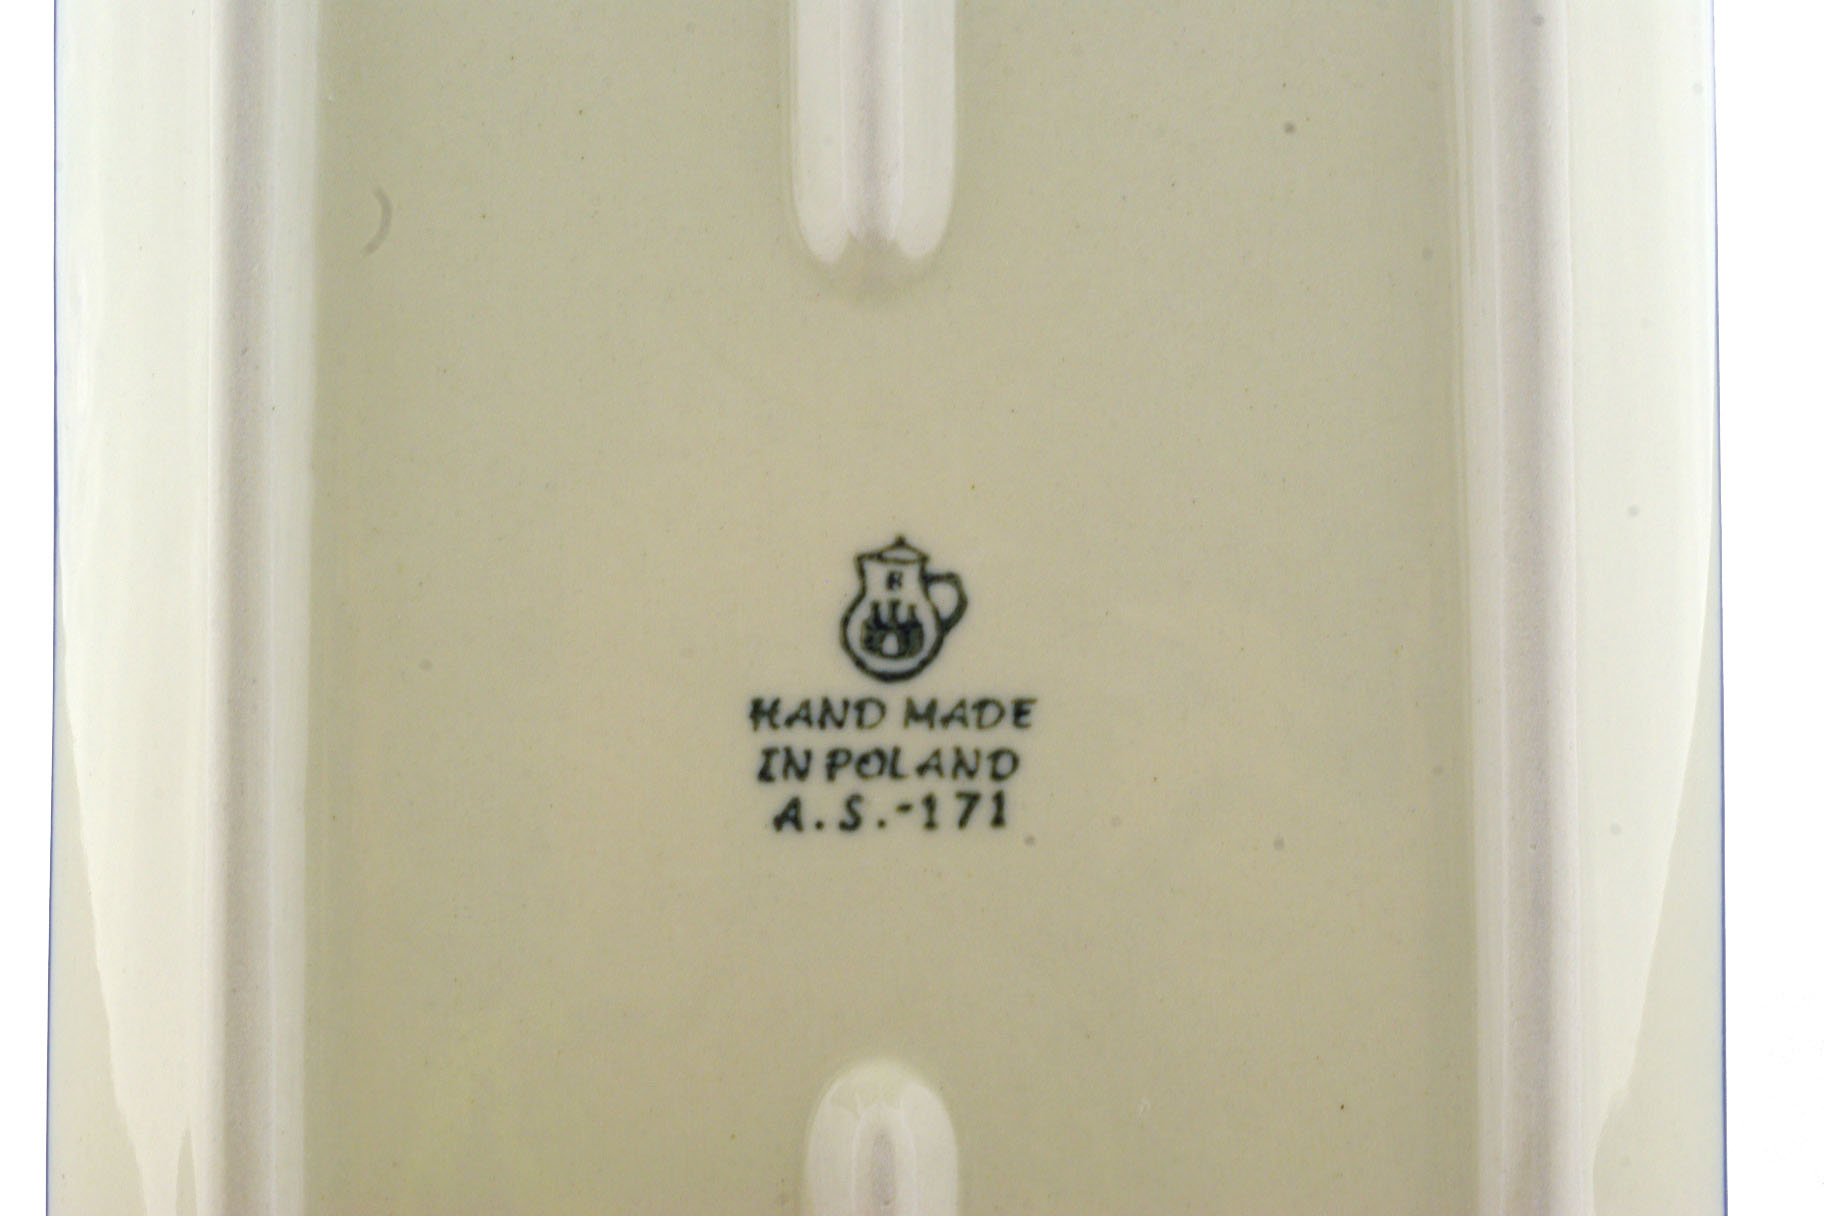 HAND MADE
IN POLAND
A.S.-171